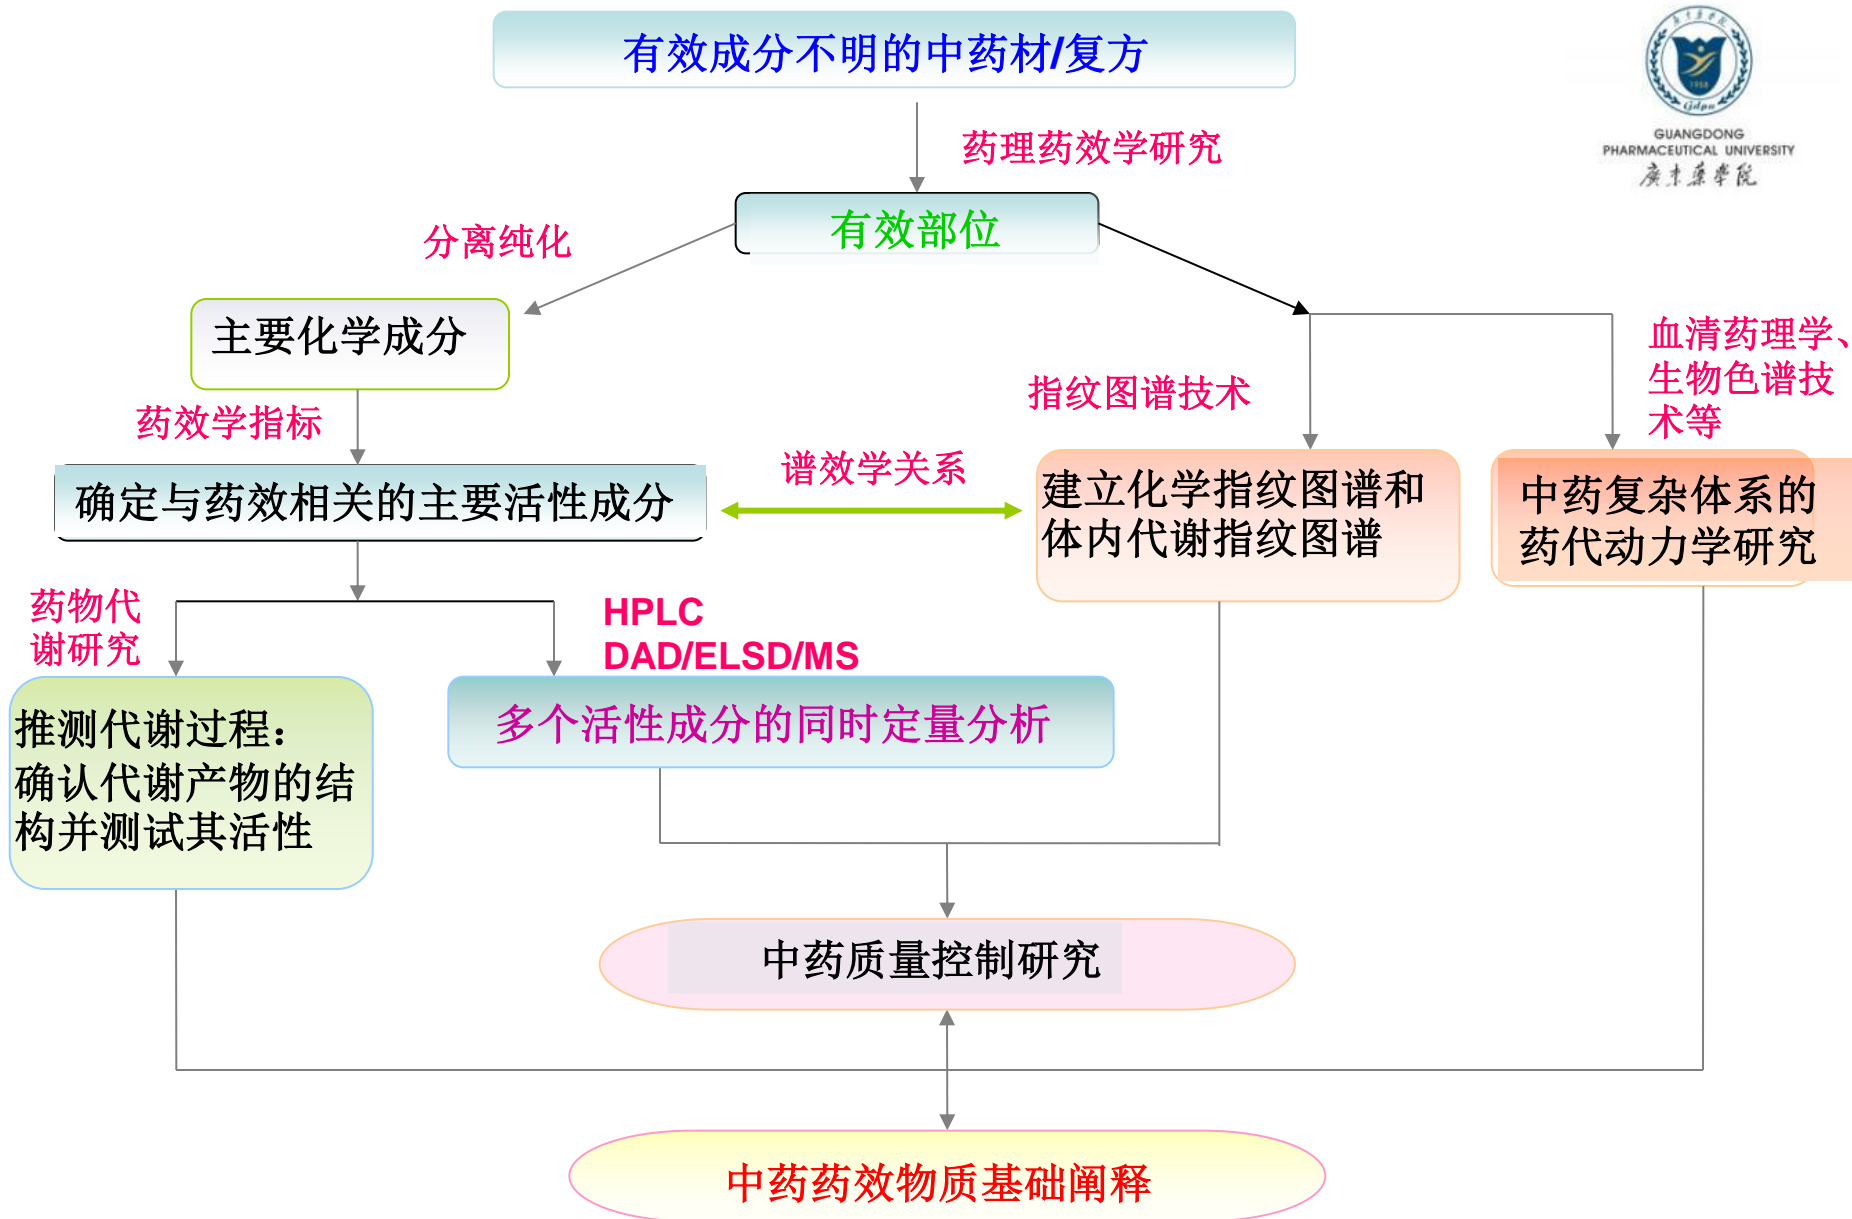 有效成分不明的中药材/复方
GUANGDONG
PHARMACEUTICAL UNIVERSITY
廣东药学院
1958
Gdpu
药理药效学研究
有效部位
分离纯化
主要化学成分
血清药理学、
生物色谱技
术等
指纹图谱技术
药效学指标
谱效学关系
确定与药效相关的主要活性成分
建立化学指纹图谱和
体内代谢指纹图谱
中药复杂体系的
药代动力学研究
药物代
谢研究
HPLC
DAD/ELSD/MS
推测代谢过程：
确认代谢产物的结
构并测试其活性
多个活性成分的同时定量分析
中药质量控制研究
中药药效物质基础阐释